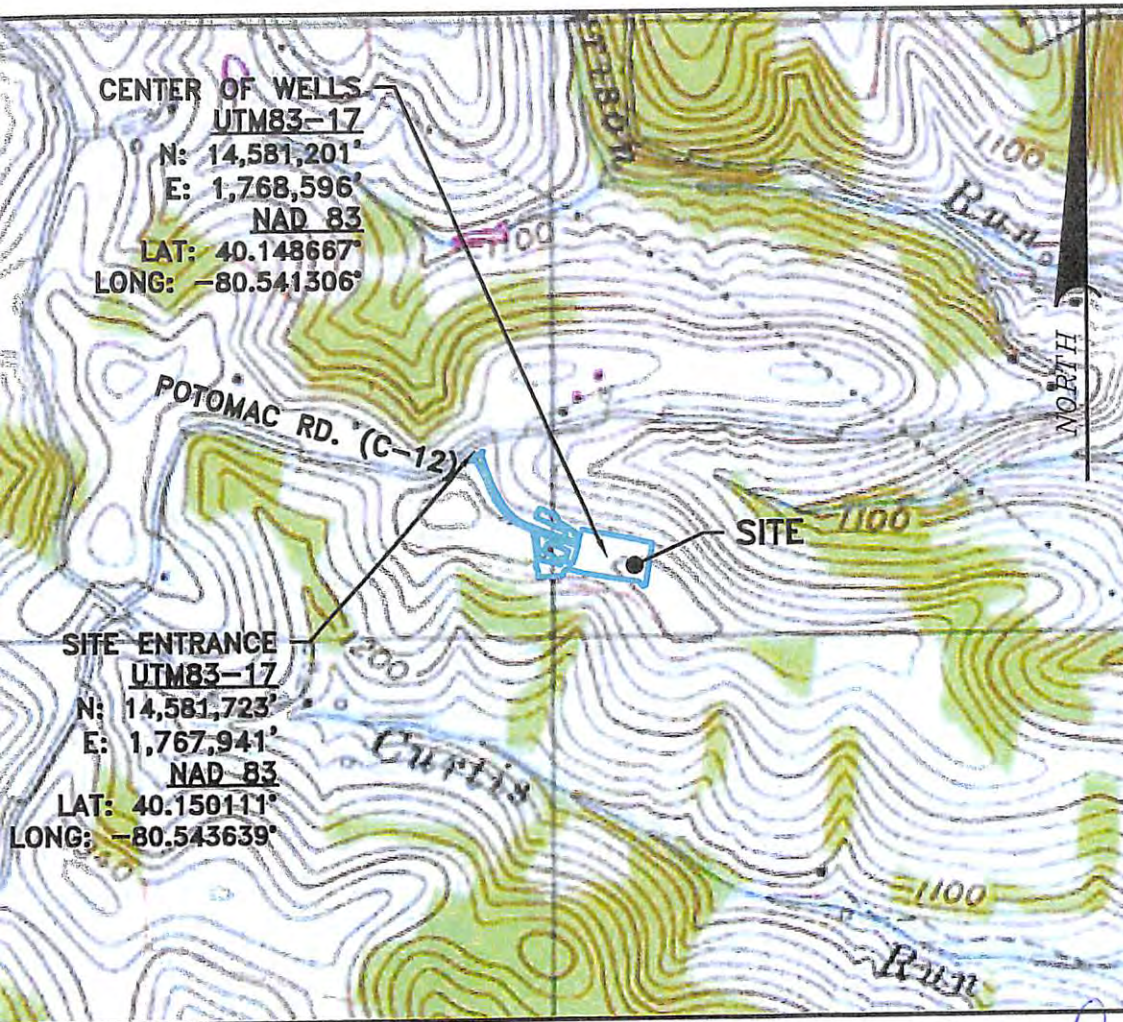 CENTER OF WELLS
UTM83-17
N: 14,581,201'
E: 1,768,596'
NAD 83
LAT: 40.148667°
LONG: -80.541306°
1100
Run
1100
NORTH
POTOMAC RD. (C-12)
SITE
1100
SITE ENTRANCE
UTM83-17
N: 14,581,723'
E: 1,767,941'
NAD 83
LAT: 40.150111°
LONG: -80.543639°
Curtis
1100
Run